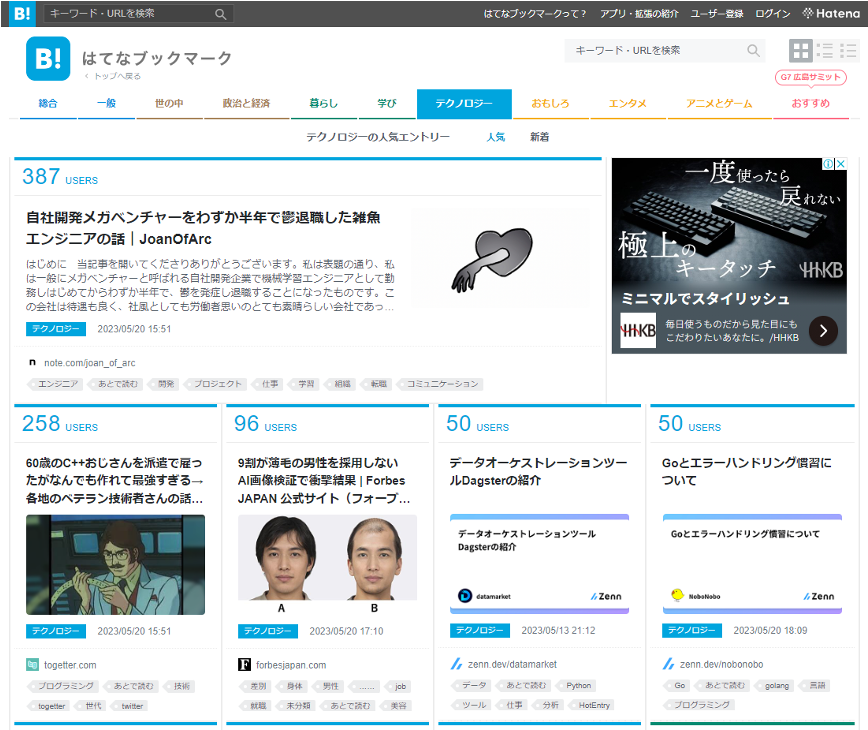 B!
キーワード・URLを検索
はてなブックマークって？
アプリ・拡張の紹介
ユーザー登録
ログイン
Hatena
B!
はてなブックマーク
トップへ戻る
キーワード・URLを検索
G7 広島サミット
総合
一般
世の中
政治と経済
暮らし
学び
テクノロジー
おもしろ
エンタメ
アニメとゲーム
おすすめ
テクノロジーの人気エントリー
人気
新着
387 USERS
自社開発メガベンチャーをわずか半年で鬱退職した雑魚
エンジニアの話｜JoanOfArc
はじめに　当記事を開いてくださりありがとうございます。私は表題の通り、私
は一般にメガベンチャーと呼ばれる自社開発企業で機械学習エンジニアとして勤
務しはじめてからわずか半年で、鬱を発症し退職することになったものです。こ
の会社は待遇も良く、社風としても労働者思いのとても素晴らしい会社であっ...
テクノロジー
2023/05/20 15:51
n note.com/joan_of_arc
エンジニア
あとで読む
開発
プロジェクト
仕事
学習
組織
転職
コミュニケーション
一度使ったら
戻れない
極上の
キータッチ
HHKB
ミニマルでスタイリッシュ
HHKB
毎日使うものだから見た目にも
こだわりたいあなたに。/HHKB
258 USERS
60歳のC++おじさんを派遣で雇っ
たがなんでも作れて最強すぎる→
各地のベテラン技術者さんの話...
テクノロジー
2023/05/20 15:51
togetter.com
プログラミング
あとで読む
技術
togetter
世代
twitter
96 USERS
9割が薄毛の男性を採用しない
AI画像検証で衝撃結果 | Forbes
JAPAN 公式サイト（フォーブ...
A
B
テクノロジー
2023/05/20 17:10
F forbesjapan.com
差別
身体
男性
......
job
就職
未分類
あとで読む
美容
50 USERS
データオーケストレーションツー
ルDagsterの紹介
データオーケストレーションツール
Dagsterの紹介
datamarket
Zenn
テクノロジー
2023/05/13 21:12
zenn.dev/datamarket
データ
あとで読む
Python
ツール
仕事
分析
HotEntry
50 USERS
Goとエラーハンドリング慣習に
ついて
Goとエラーハンドリング慣習について
NoboNobo
Zenn
テクノロジー
2023/05/20 18:09
zenn.dev/nobonobo
Go
あとで読む
golang
言語
プログラミング